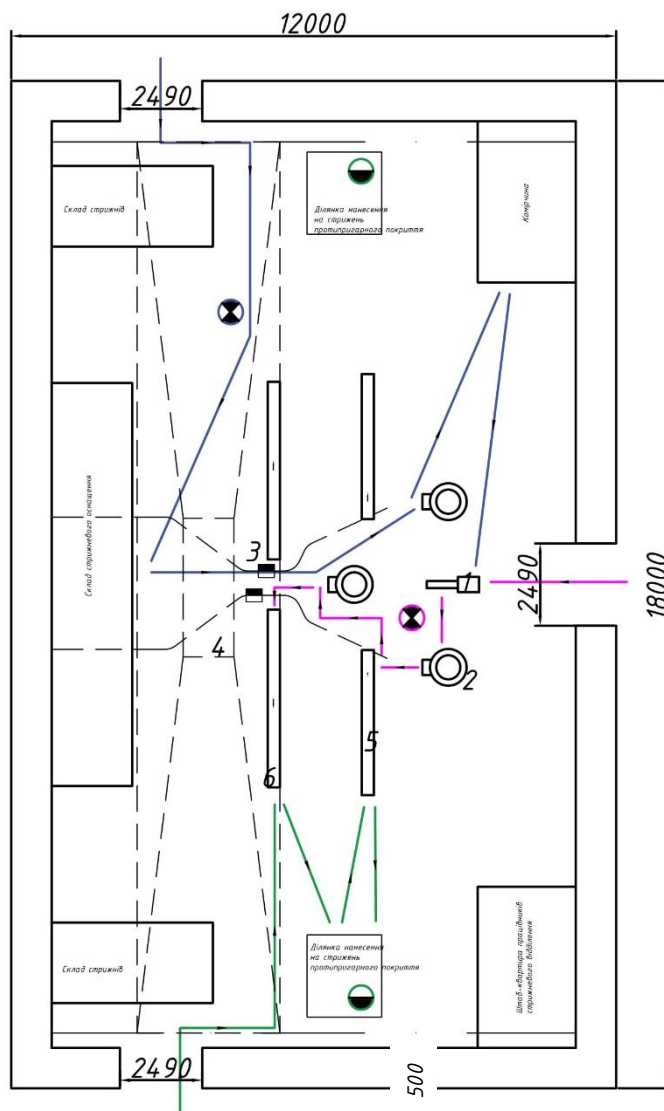 12000
2490
Склад стрижнів
Ділянка нанесення
на стрижень
протипригарного покриття
Комірчина
Склад стрижневого оснащення
3
1
2490
18000
4
2
5
6
Склад стрижнів
Ділянка нанесення
на стрижень
протипригарного покриття
Штаб-квартира працівників
стрижневого відділення
2490
500